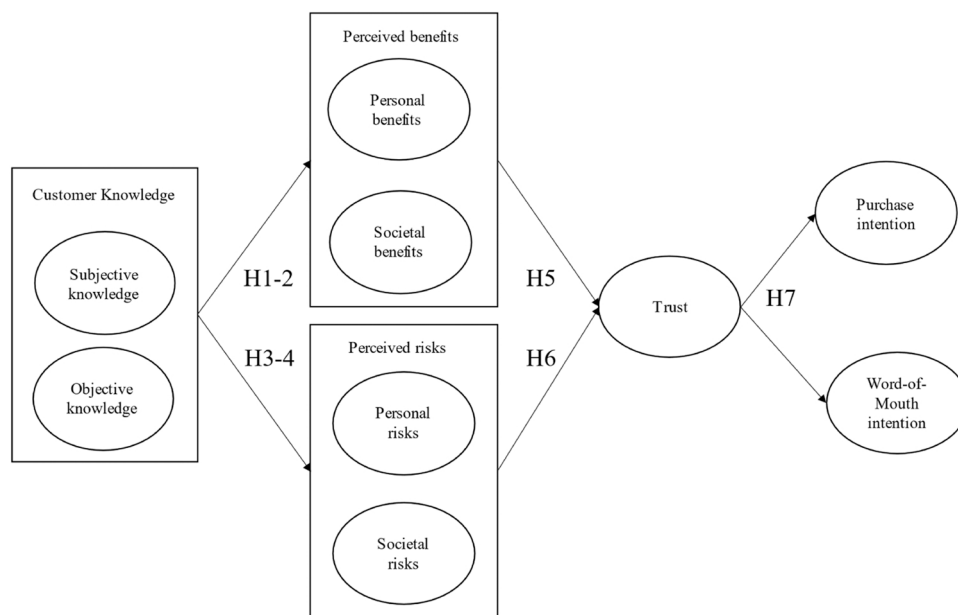 Customer Knowledge
Subjective
knowledge
Objective
knowledge
H1-2
H3-4
Perceived benefits
Personal
benefits
Societal
benefits
Perceived risks
Personal
risks
Societal
risks
H5
H6
Trust
H7
Purchase
intention
Word-of-
Mouth
intention